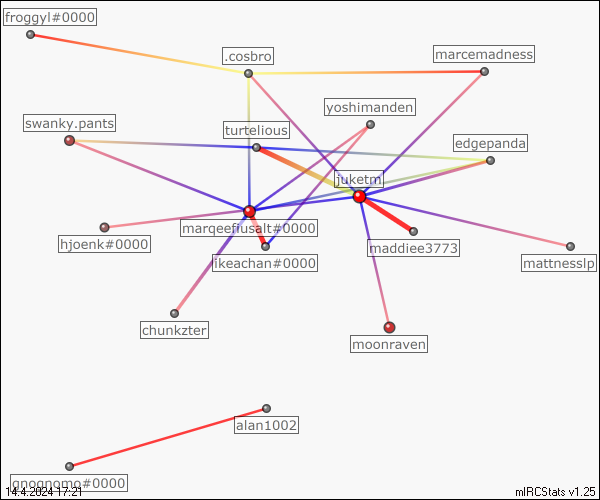 froggyl#0000
.cosbro
marcemadness
yoshimanden
swanky.pants
turtelious
edgepanda
juketm
marqeefiusalt#0000
hjoenk#0000
maddiee3773
ikeachan#0000
mattnesslp
chunkzter
moonraven
alan1002
gnognomo#0000
14.4.2024 17:21
mIRCStats v1.25